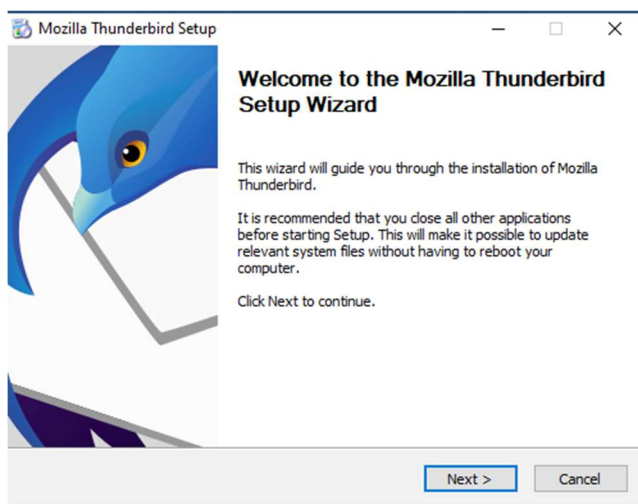 Mozilla Thunderbird Setup
Welcome to the Mozilla Thunderbird
Setup Wizard
This wizard will guide you through the installation of Mozilla
Thunderbird.
It is recommended that you close all other applications
before starting Setup. This will make it possible to update
relevant system files without having to reboot your
computer.
Click Next to continue.
Next >
Cancel